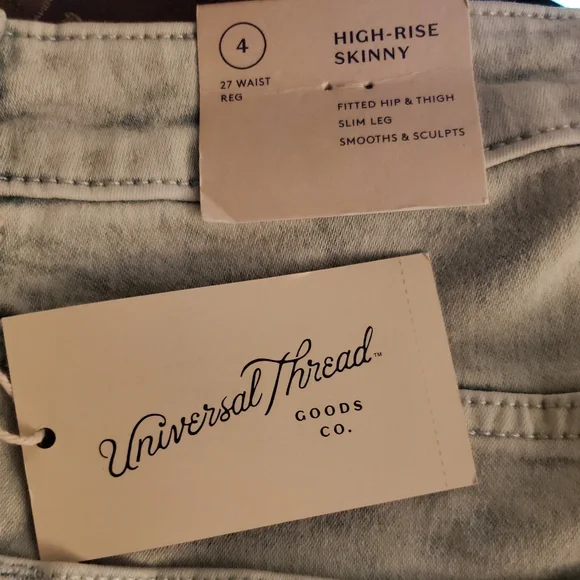 4
27 WAIST
REG
HIGH-RISE
SKINNY
FITTED HIP & THIGH
SLIM LEG
SMOOTHS & SCULPTS
Universal Thread™
GOODS
CO.